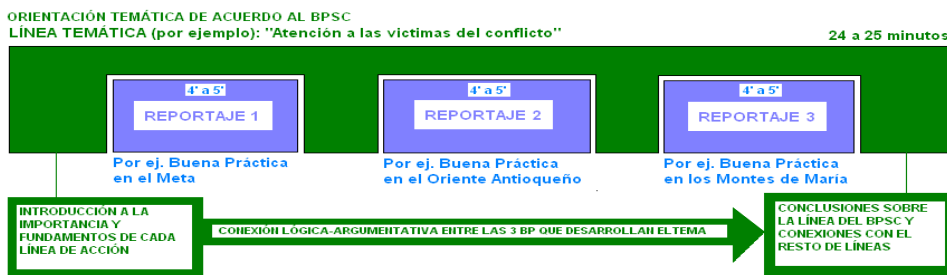 ORIENTACIÓN TEMÁTICA DE ACUERDO AL BPSC
LÍNEA TEMÁTICA (por ejemplo): "Atención a las victimas del conflicto"
24 a 25 minutos
4' a 5'
REPORTAJE 1
4' a 5'
REPORTAJE 2
4' a 5'
REPORTAJE 3
Por ej. Buena Práctica
en el Meta
Por ej. Buena Práctica
en el Oriente Antioqueño
Por ej. Buena Práctica
en los Montes de María
INTRODUCCIÓN A LA
IMPORTANCIA Y
FUNDAMENTOS DE CADA
LÍNEA DE ACCIÓN
CONEXIÓN LÓGICA-ARGUMENTATIVA ENTRE LAS 3 BP QUE DESARROLLAN ELTEMA
CONCLUSIONES SOBRE
LA LÍNEA DEL BPSC Y
CONEXIONES CON EL
RESTO DE LÍNEAS